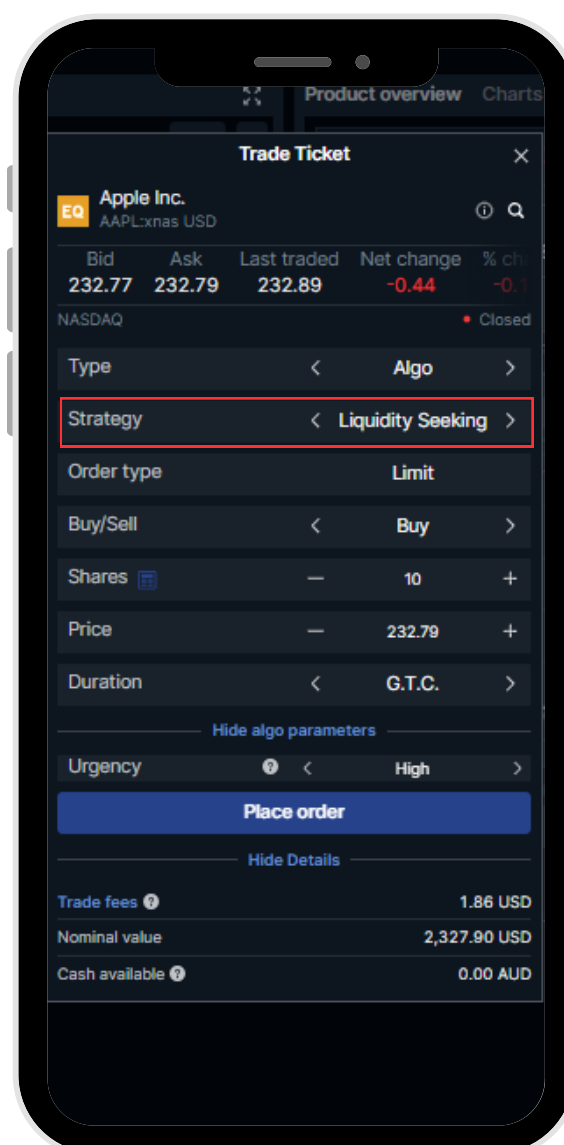 Product overview Charts
Trade Ticket
EQ
Apple Inc.
AAPL:xnas USD
Bid Ask Last traded Net change % ch
232.77 232.79 232.89 -0.44 -0.1
NASDAQ Closed
Type Algo
Strategy Liquidity Seeking
Order type Limit
Buy/Sell Buy
Shares — 10 +
Price — 232.79 +
Duration G.T.C.
Hide algo parameters
Urgency ? High
Place order
Hide Details
Trade fees ? 1.86 USD
Nominal value 2,327.90 USD
Cash available ? 0.00 AUD